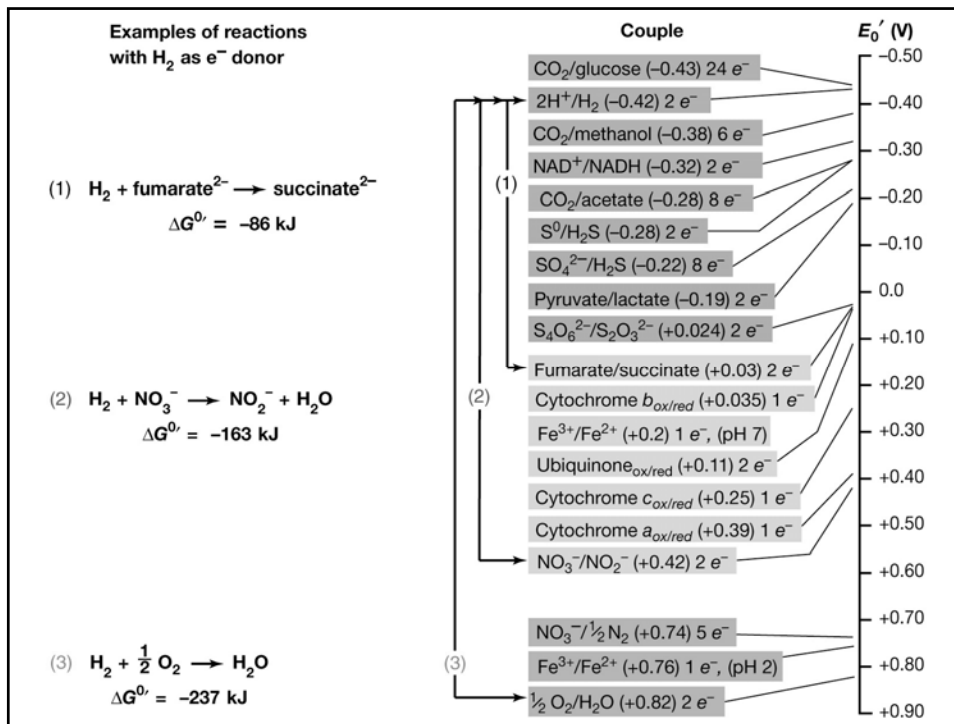 Examples of reactions
with H₂ as e⁻ donor
(1) H₂ + fumarate²⁻ → succinate²⁻
ΔG⁰′ = –86 kJ
(2) H₂ + NO₃⁻ → NO₂⁻ + H₂O
ΔG⁰′ = –163 kJ
(3) H₂ + ½ O₂ → H₂O
ΔG⁰′ = –237 kJ
(1)
(2)
(3)
Couple
CO₂/glucose (–0.43) 24 e⁻
2H⁺/H₂ (–0.42) 2 e⁻
CO₂/methanol (–0.38) 6 e⁻
NAD⁺/NADH (–0.32) 2 e⁻
CO₂/acetate (–0.28) 8 e⁻
S⁰/H₂S (–0.28) 2 e⁻
SO₄²⁻/H₂S (–0.22) 8 e⁻
Pyruvate/lactate (–0.19) 2 e⁻
S₄O₆²⁻/S₂O₃²⁻ (+0.024) 2 e⁻
Fumarate/succinate (+0.03) 2 e⁻
Cytochrome b ox/red (+0.035) 1 e⁻
Fe³⁺/Fe²⁺ (+0.2) 1 e⁻, (pH 7)
Ubiquinone ox/red (+0.11) 2 e⁻
Cytochrome c ox/red (+0.25) 1 e⁻
Cytochrome a ox/red (+0.39) 1 e⁻
NO₃⁻/NO₂⁻ (+0.42) 2 e⁻
NO₃⁻/½ N₂ (+0.74) 5 e⁻
Fe³⁺/Fe²⁺ (+0.76) 1 e⁻, (pH 2)
½ O₂/H₂O (+0.82) 2 e⁻
E₀′ (V)
–0.50
–0.40
–0.30
–0.20
–0.10
0.0
+0.10
+0.20
+0.30
+0.40
+0.50
+0.60
+0.70
+0.80
+0.90